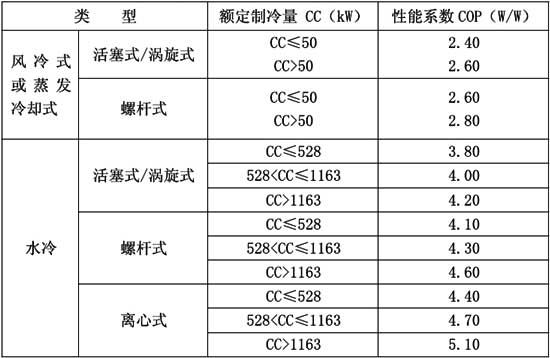 类 型 额定制冷量 CC（kW） 性能系数 COP（W/W）
风冷式或蒸发冷却式 活塞式/涡旋式 CC≤50 2.40
CC>50 2.60
螺杆式 CC≤50 2.60
CC>50 2.80
水冷 活塞式/涡旋式 CC≤528 3.80
528<CC≤1163 4.00
CC>1163 4.20
螺杆式 CC≤528 4.10
528<CC≤1163 4.30
CC>1163 4.60
离心式 CC≤528 4.40
528<CC≤1163 4.70
CC>1163 5.10